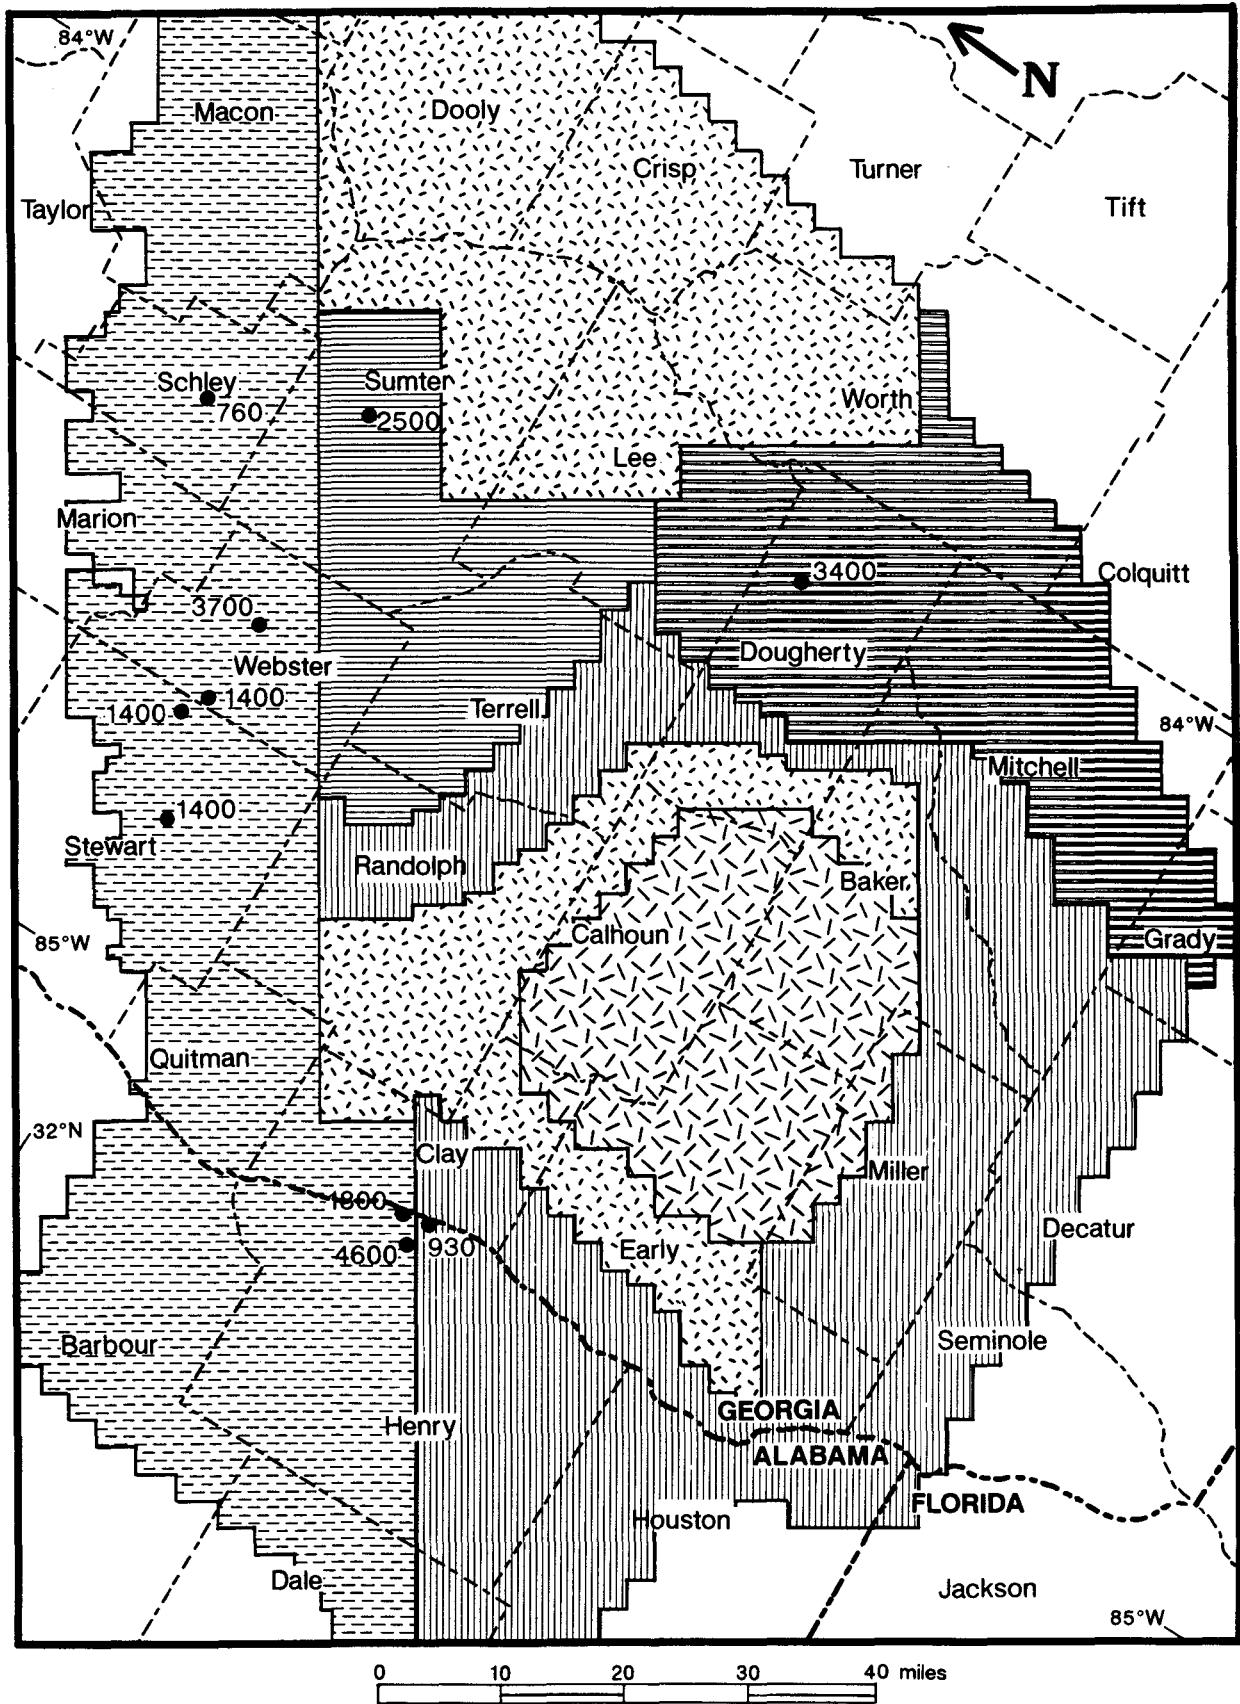 84°W
N
Macon
Dooly
Crisp
Turner
Taylor
Tift
Schley
760
Sumter
2500
Worth
Lee
Marion
3400
Colquitt
3700
Webster
Dougherty
1400
1400
Terrell
84°W
Mitchell
1400
Stewart
Randolph
Baker
85°W
Calhoun
Grady
Quitman
32°N
Clay
Miller
1800
930
4600
Early
Decatur
Barbour
Seminole
GEORGIA
Henry
ALABAMA
FLORIDA
Houston
Dale
Jackson
85°W
0 10 20 30 40 miles